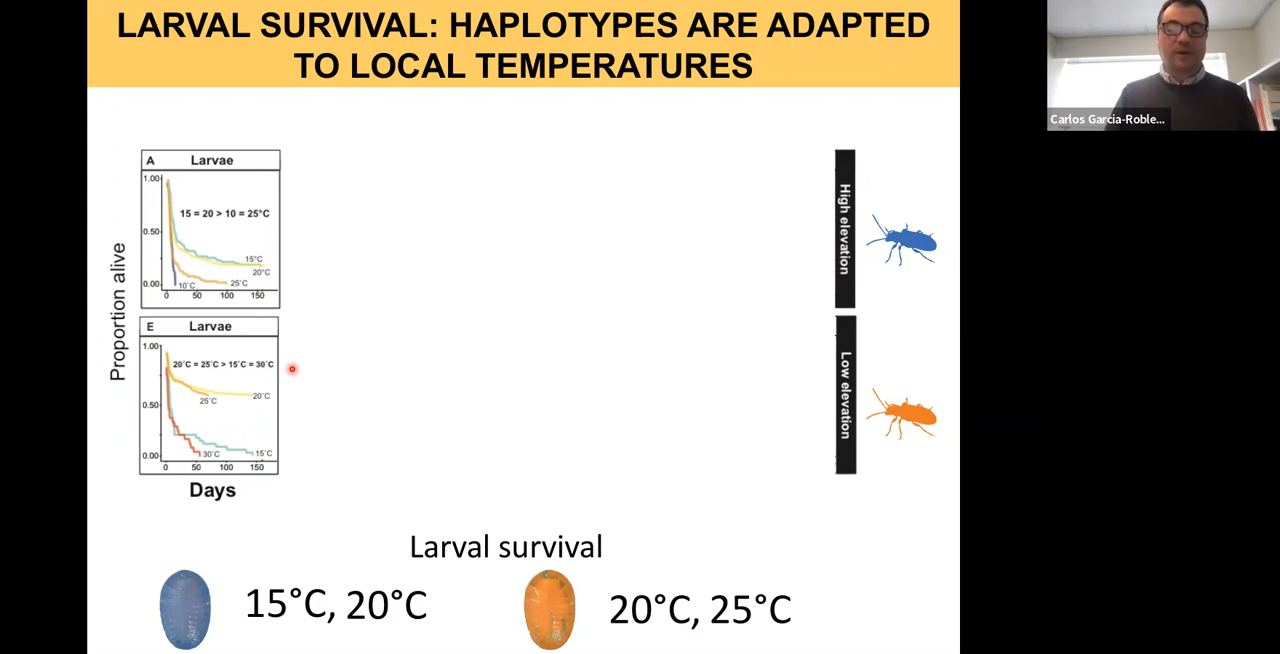 LARVAL SURVIVAL: HAPLOTYPES ARE ADAPTED
TO LOCAL TEMPERATURES
Carlos Garcia-Roble...
A Larvae
1.00
0.50
0.00
15 = 20 > 10 = 25°C
15°C
20°C
25°C
10°C
0 50 100 150
High elevation
Proportion alive
E Larvae
1.00
0.50
0.00
20°C = 25°C > 15°C = 30°C
20°C
25°C
30°C
15°C
0 50 100 150
Low elevation
Days
Larval survival
15°C, 20°C
20°C, 25°C